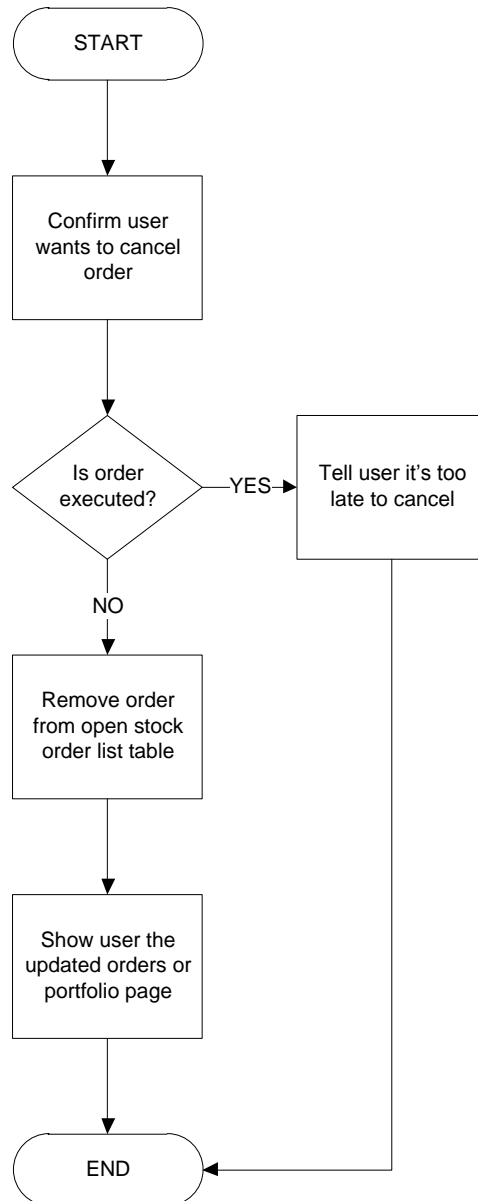 START
Confirm user
wants to cancel
order
Is order
executed?
YES
Tell user it's too
late to cancel
NO
Remove order
from open stock
order list table
Show user the
updated orders or
portfolio page
END